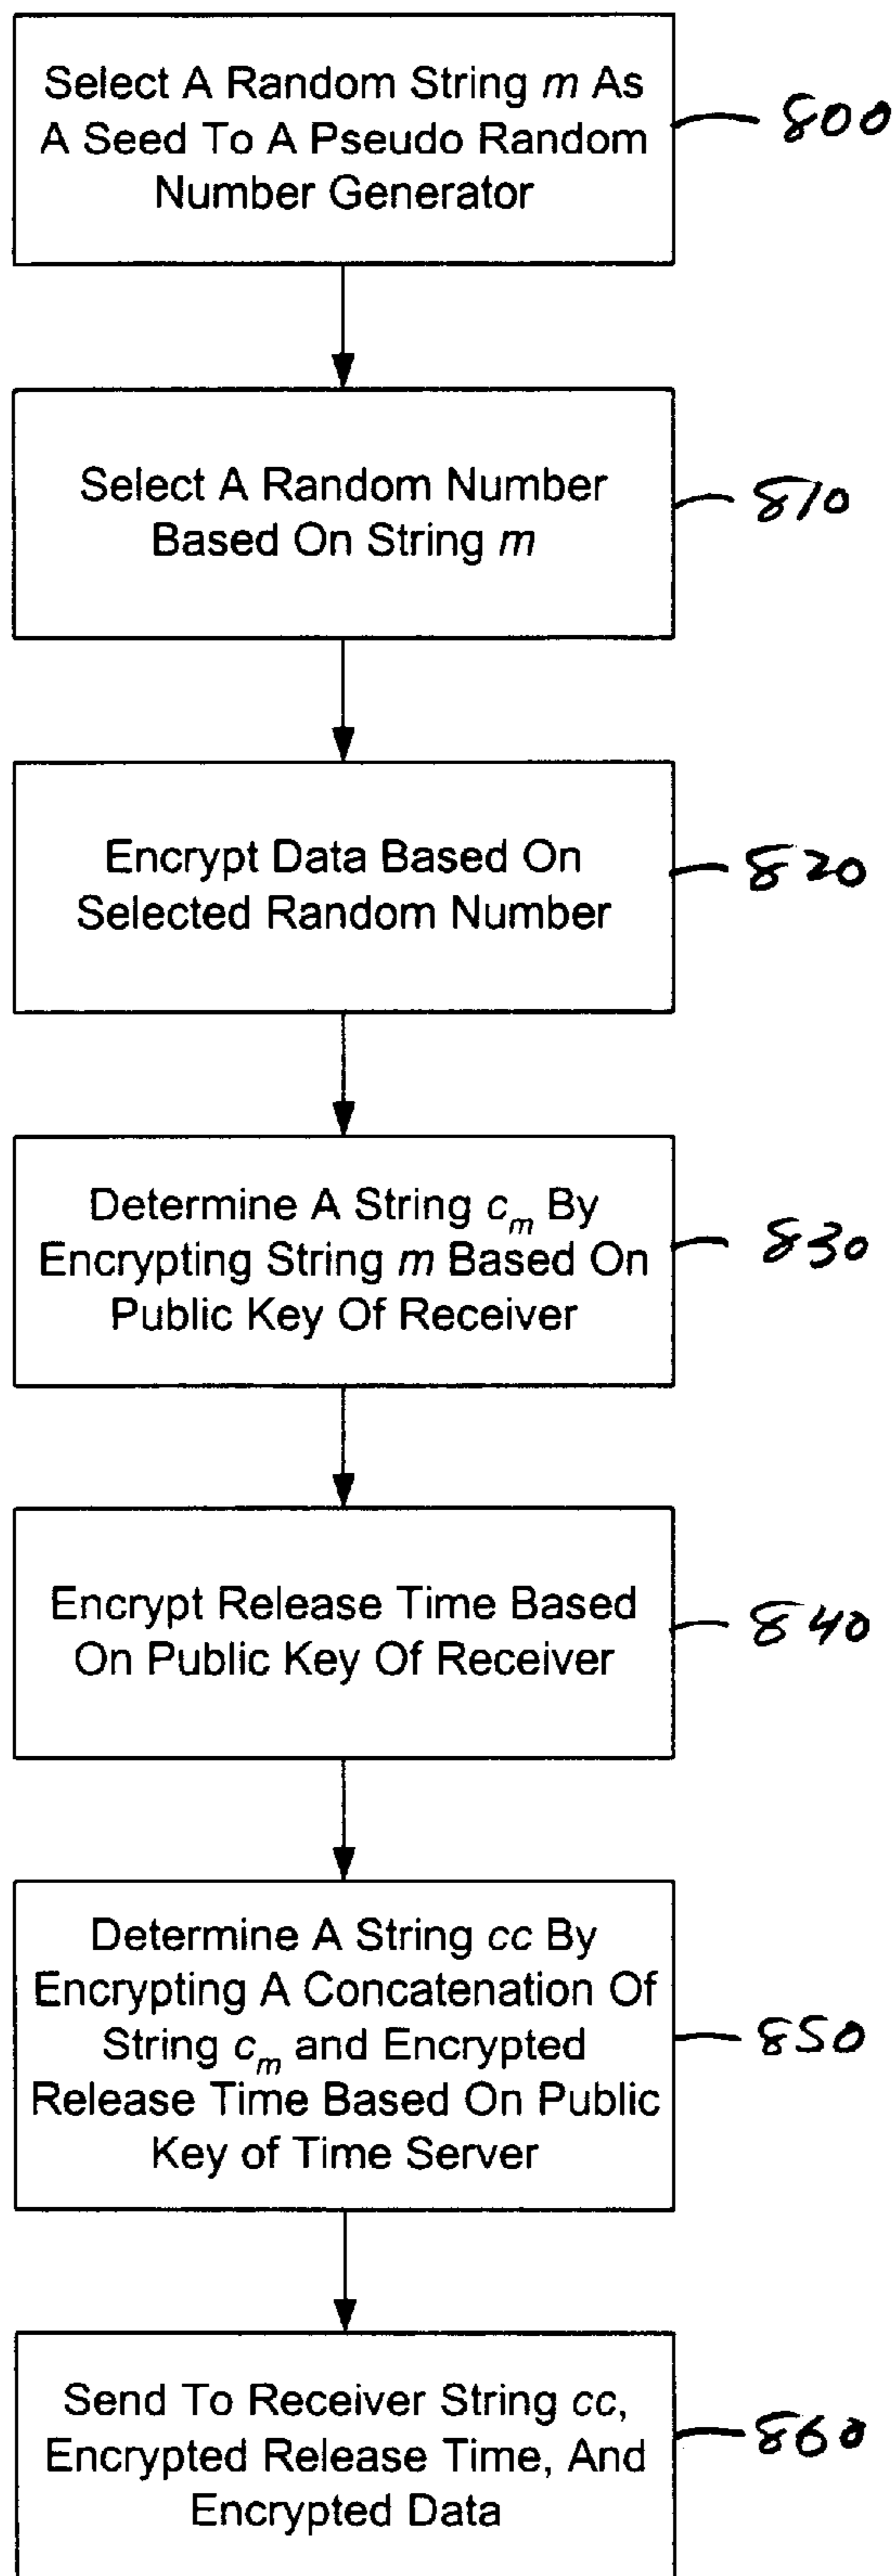 Select A Random String m As
A Seed To A Pseudo Random
Number Generator
800
Select A Random Number
Based On String m
810
Encrypt Data Based On
Selected Random Number
820
Determine A String cm By
Encrypting String m Based On
Public Key Of Receiver
830
Encrypt Release Time Based
On Public Key Of Receiver
840
Determine A String cc By
Encrypting A Concatenation Of
String cm and Encrypted
Release Time Based On Public
Key of Time Server
850
Send To Receiver String cc,
Encrypted Release Time, And
Encrypted Data
860